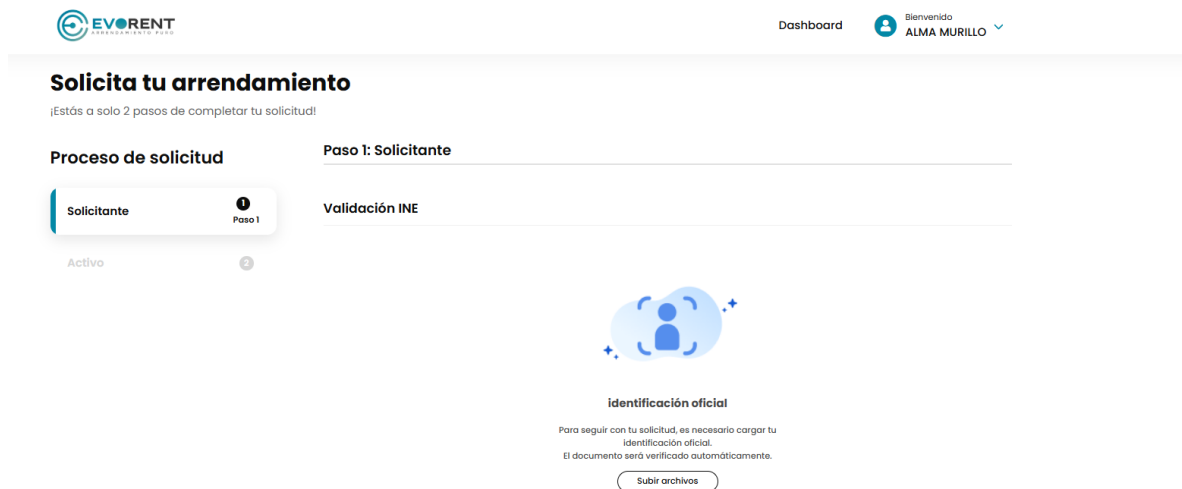 EVORENT
ARRENDAMIENTO PURO
Dashboard
Bienvenido
ALMA MURILLO
Solicita tu arrendamiento
¡Estás a solo 2 pasos de completar tu solicitud!
Proceso de solicitud
Solicitante
1
Paso 1
Activo
2
Paso 1: Solicitante
Validación INE
identificación oficial
Para seguir con tu solicitud, es necesario cargar tu
identificación oficial.
El documento será verificado automáticamente.
Subir archivos